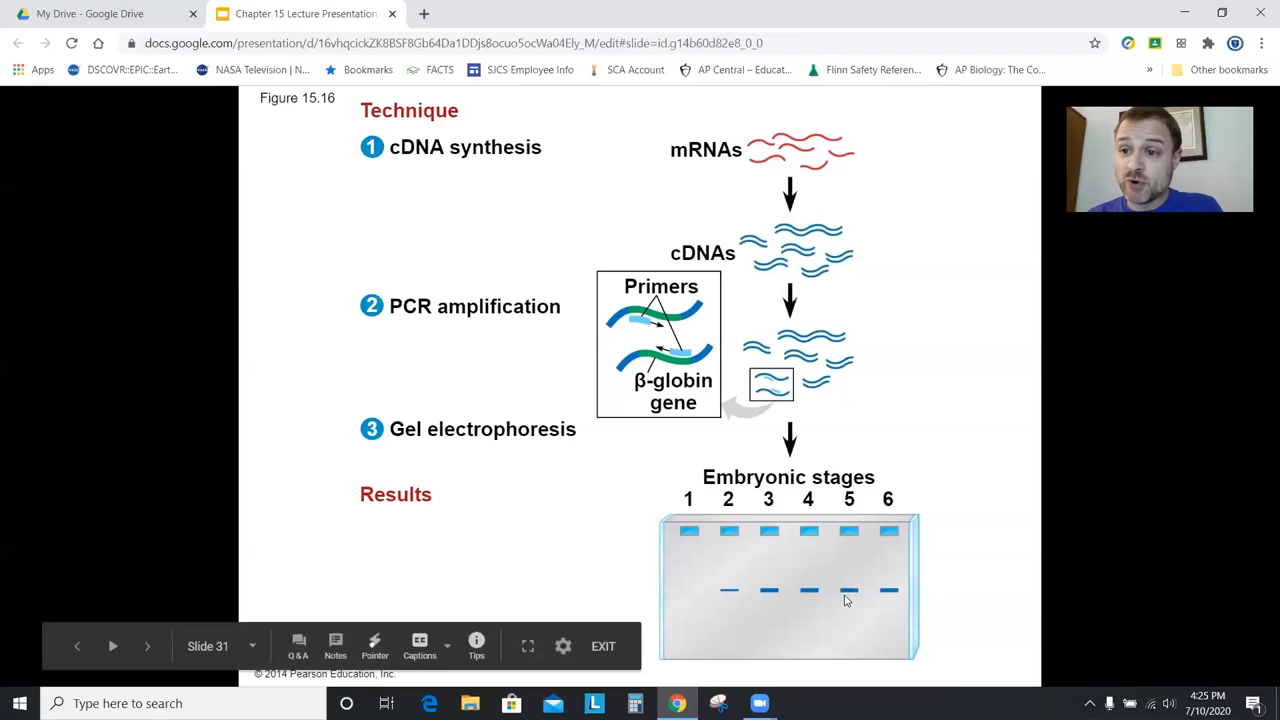 My Drive - Google Drive
Chapter 15 Lecture Presentation
docs.google.com/presentation/d/16vhqcickZK8BSF8GD64D1DDjs8ocuo5ocWa04Ely_M/edit#slide=id.g14b60d82e8_0_0
Apps
DSCOVR::EPIC::Eart...
NASA Television | N...
Bookmarks
FACTS
SJCS Employee Info
SCA Account
AP Central – Educat...
Flinn Safety Referen...
AP Biology: The Co...
»
Other bookmarks
Figure 15.16
Technique
1 cDNA synthesis
mRNAs
cDNAs
Primers
2 PCR amplification
β-globin
gene
3 Gel electrophoresis
Embryonic stages
Results
1 2 3 4 5 6
Slide 31
Q & A
Notes
Pointer
Captions
Tips
EXIT
© 2014 Pearson Education, Inc.
Type here to search
4:25 PM
7/10/2020